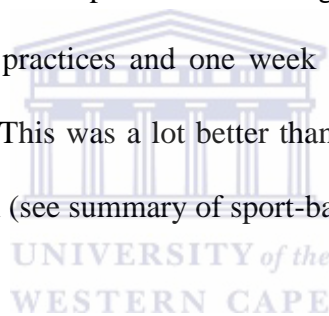 practices and one week
This was a lot better than
(see summary of sport-ba
UNIVERSITY of the
WESTERN CAPE